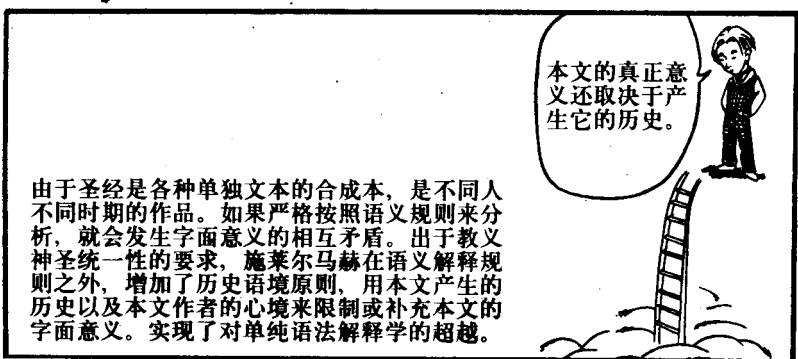 本文的真正意
义还取决于产
生它的历史。
由于圣经是各种单独文本的合成本，是不同人
不同时期的作品。如果严格按照语义规则来分
析，就会发生字面意义的相互矛盾。出于教义
神圣统一性的要求，施莱尔马赫在语义解释规
则之外，增加了历史语境原则，用本文产生的
历史以及本文作者的心境来限制或补充本文的
字面意义。实现了对单纯语法解释学的超越。